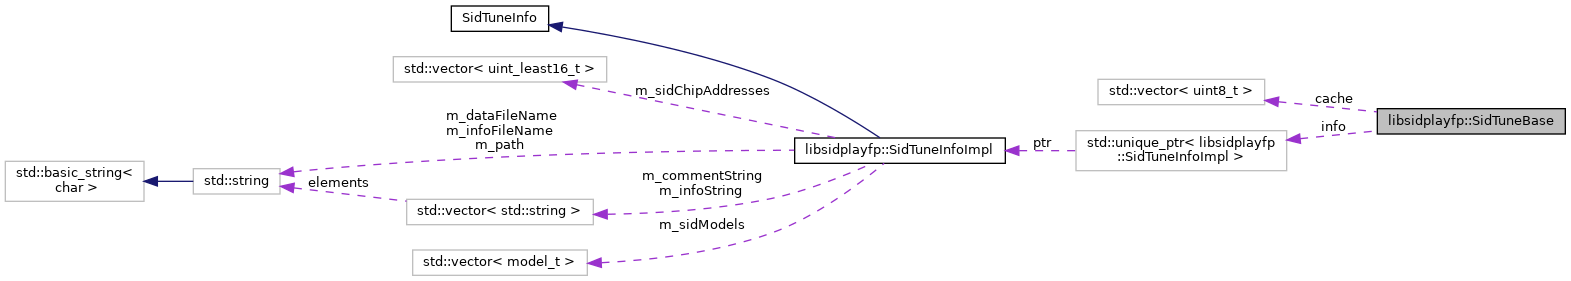 SidTuneInfo
std::vector< uint_least16_t >
m_sidChipAddresses
std::vector< uint8_t >
cache
libsidplayfp::SidTuneBase
info
m_dataFileName
m_infoFileName
m_path
libsidplayfp::SidTuneInfoImpl
ptr
std::unique_ptr< libsidplayfp
::SidTuneInfoImpl >
std::basic_string<
char >
std::string
elements
m_commentString
m_infoString
std::vector< std::string >
m_sidModels
std::vector< model_t >